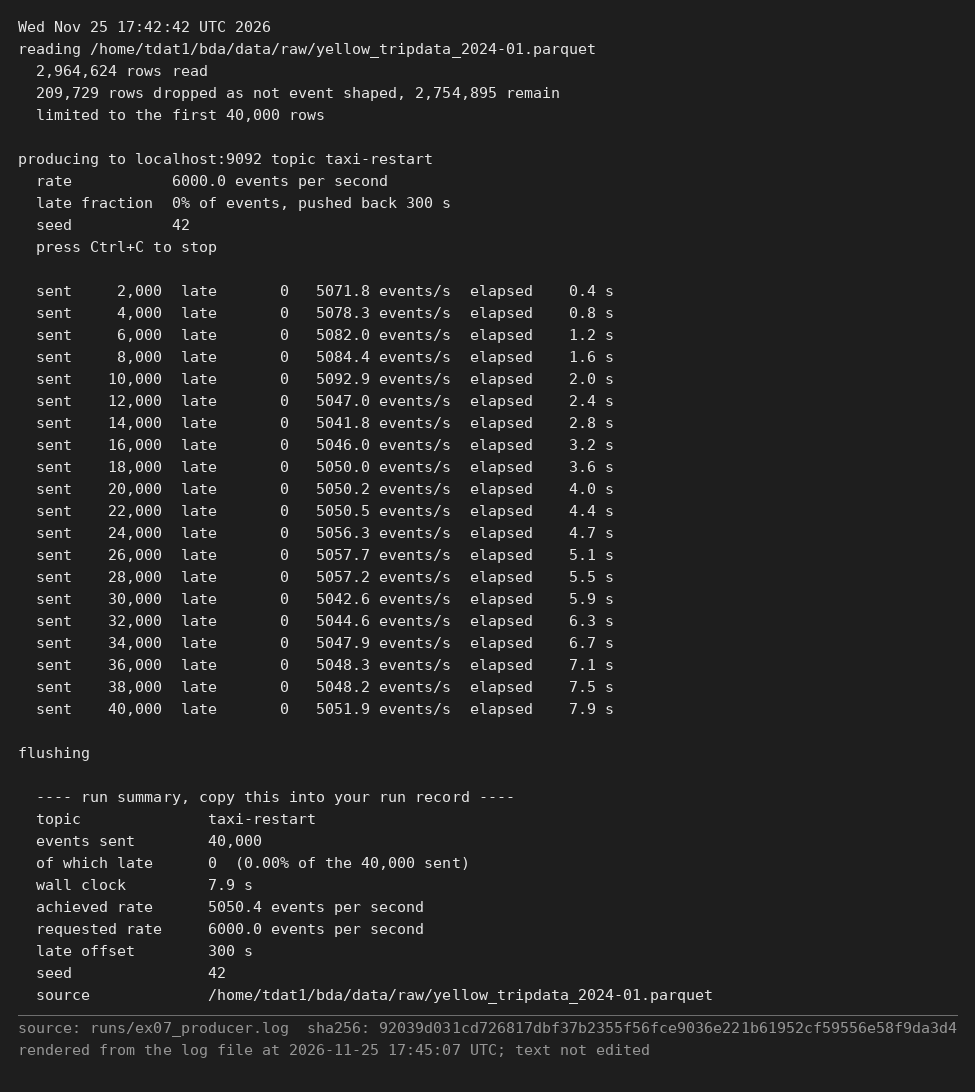 Wed Nov 25 17:42:42 UTC 2026
reading /home/tdat1/bda/data/raw/yellow_tripdata_2024-01.parquet
  2,964,624 rows read
  209,729 rows dropped as not event shaped, 2,754,895 remain
  limited to the first 40,000 rows

producing to localhost:9092 topic taxi-restart
  rate           6000.0 events per second
  late fraction  0% of events, pushed back 300 s
  seed           42
  press Ctrl+C to stop

  sent     2,000  late       0   5071.8 events/s  elapsed    0.4 s
  sent     4,000  late       0   5078.3 events/s  elapsed    0.8 s
  sent     6,000  late       0   5082.0 events/s  elapsed    1.2 s
  sent     8,000  late       0   5084.4 events/s  elapsed    1.6 s
  sent    10,000  late       0   5092.9 events/s  elapsed    2.0 s
  sent    12,000  late       0   5047.0 events/s  elapsed    2.4 s
  sent    14,000  late       0   5041.8 events/s  elapsed    2.8 s
  sent    16,000  late       0   5046.0 events/s  elapsed    3.2 s
  sent    18,000  late       0   5050.0 events/s  elapsed    3.6 s
  sent    20,000  late       0   5050.2 events/s  elapsed    4.0 s
  sent    22,000  late       0   5050.5 events/s  elapsed    4.4 s
  sent    24,000  late       0   5056.3 events/s  elapsed    4.7 s
  sent    26,000  late       0   5057.7 events/s  elapsed    5.1 s
  sent    28,000  late       0   5057.2 events/s  elapsed    5.5 s
  sent    30,000  late       0   5042.6 events/s  elapsed    5.9 s
  sent    32,000  late       0   5044.6 events/s  elapsed    6.3 s
  sent    34,000  late       0   5047.9 events/s  elapsed    6.7 s
  sent    36,000  late       0   5048.3 events/s  elapsed    7.1 s
  sent    38,000  late       0   5048.2 events/s  elapsed    7.5 s
  sent    40,000  late       0   5051.9 events/s  elapsed    7.9 s

flushing

  ---- run summary, copy this into your run record ----
  topic              taxi-restart
  events sent        40,000
  of which late      0  (0.00% of the 40,000 sent)
  wall clock         7.9 s
  achieved rate      5050.4 events per second
  requested rate     6000.0 events per second
  late offset        300 s
  seed               42
  source             /home/tdat1/bda/data/raw/yellow_tripdata_2024-01.parquet
source: runs/ex07_producer.log  sha256: 92039d031cd726817dbf37b2355f56fce9036e221b61952cf59556e58f9da3d4
rendered from the log file at 2026-11-25 17:45:07 UTC; text not edited